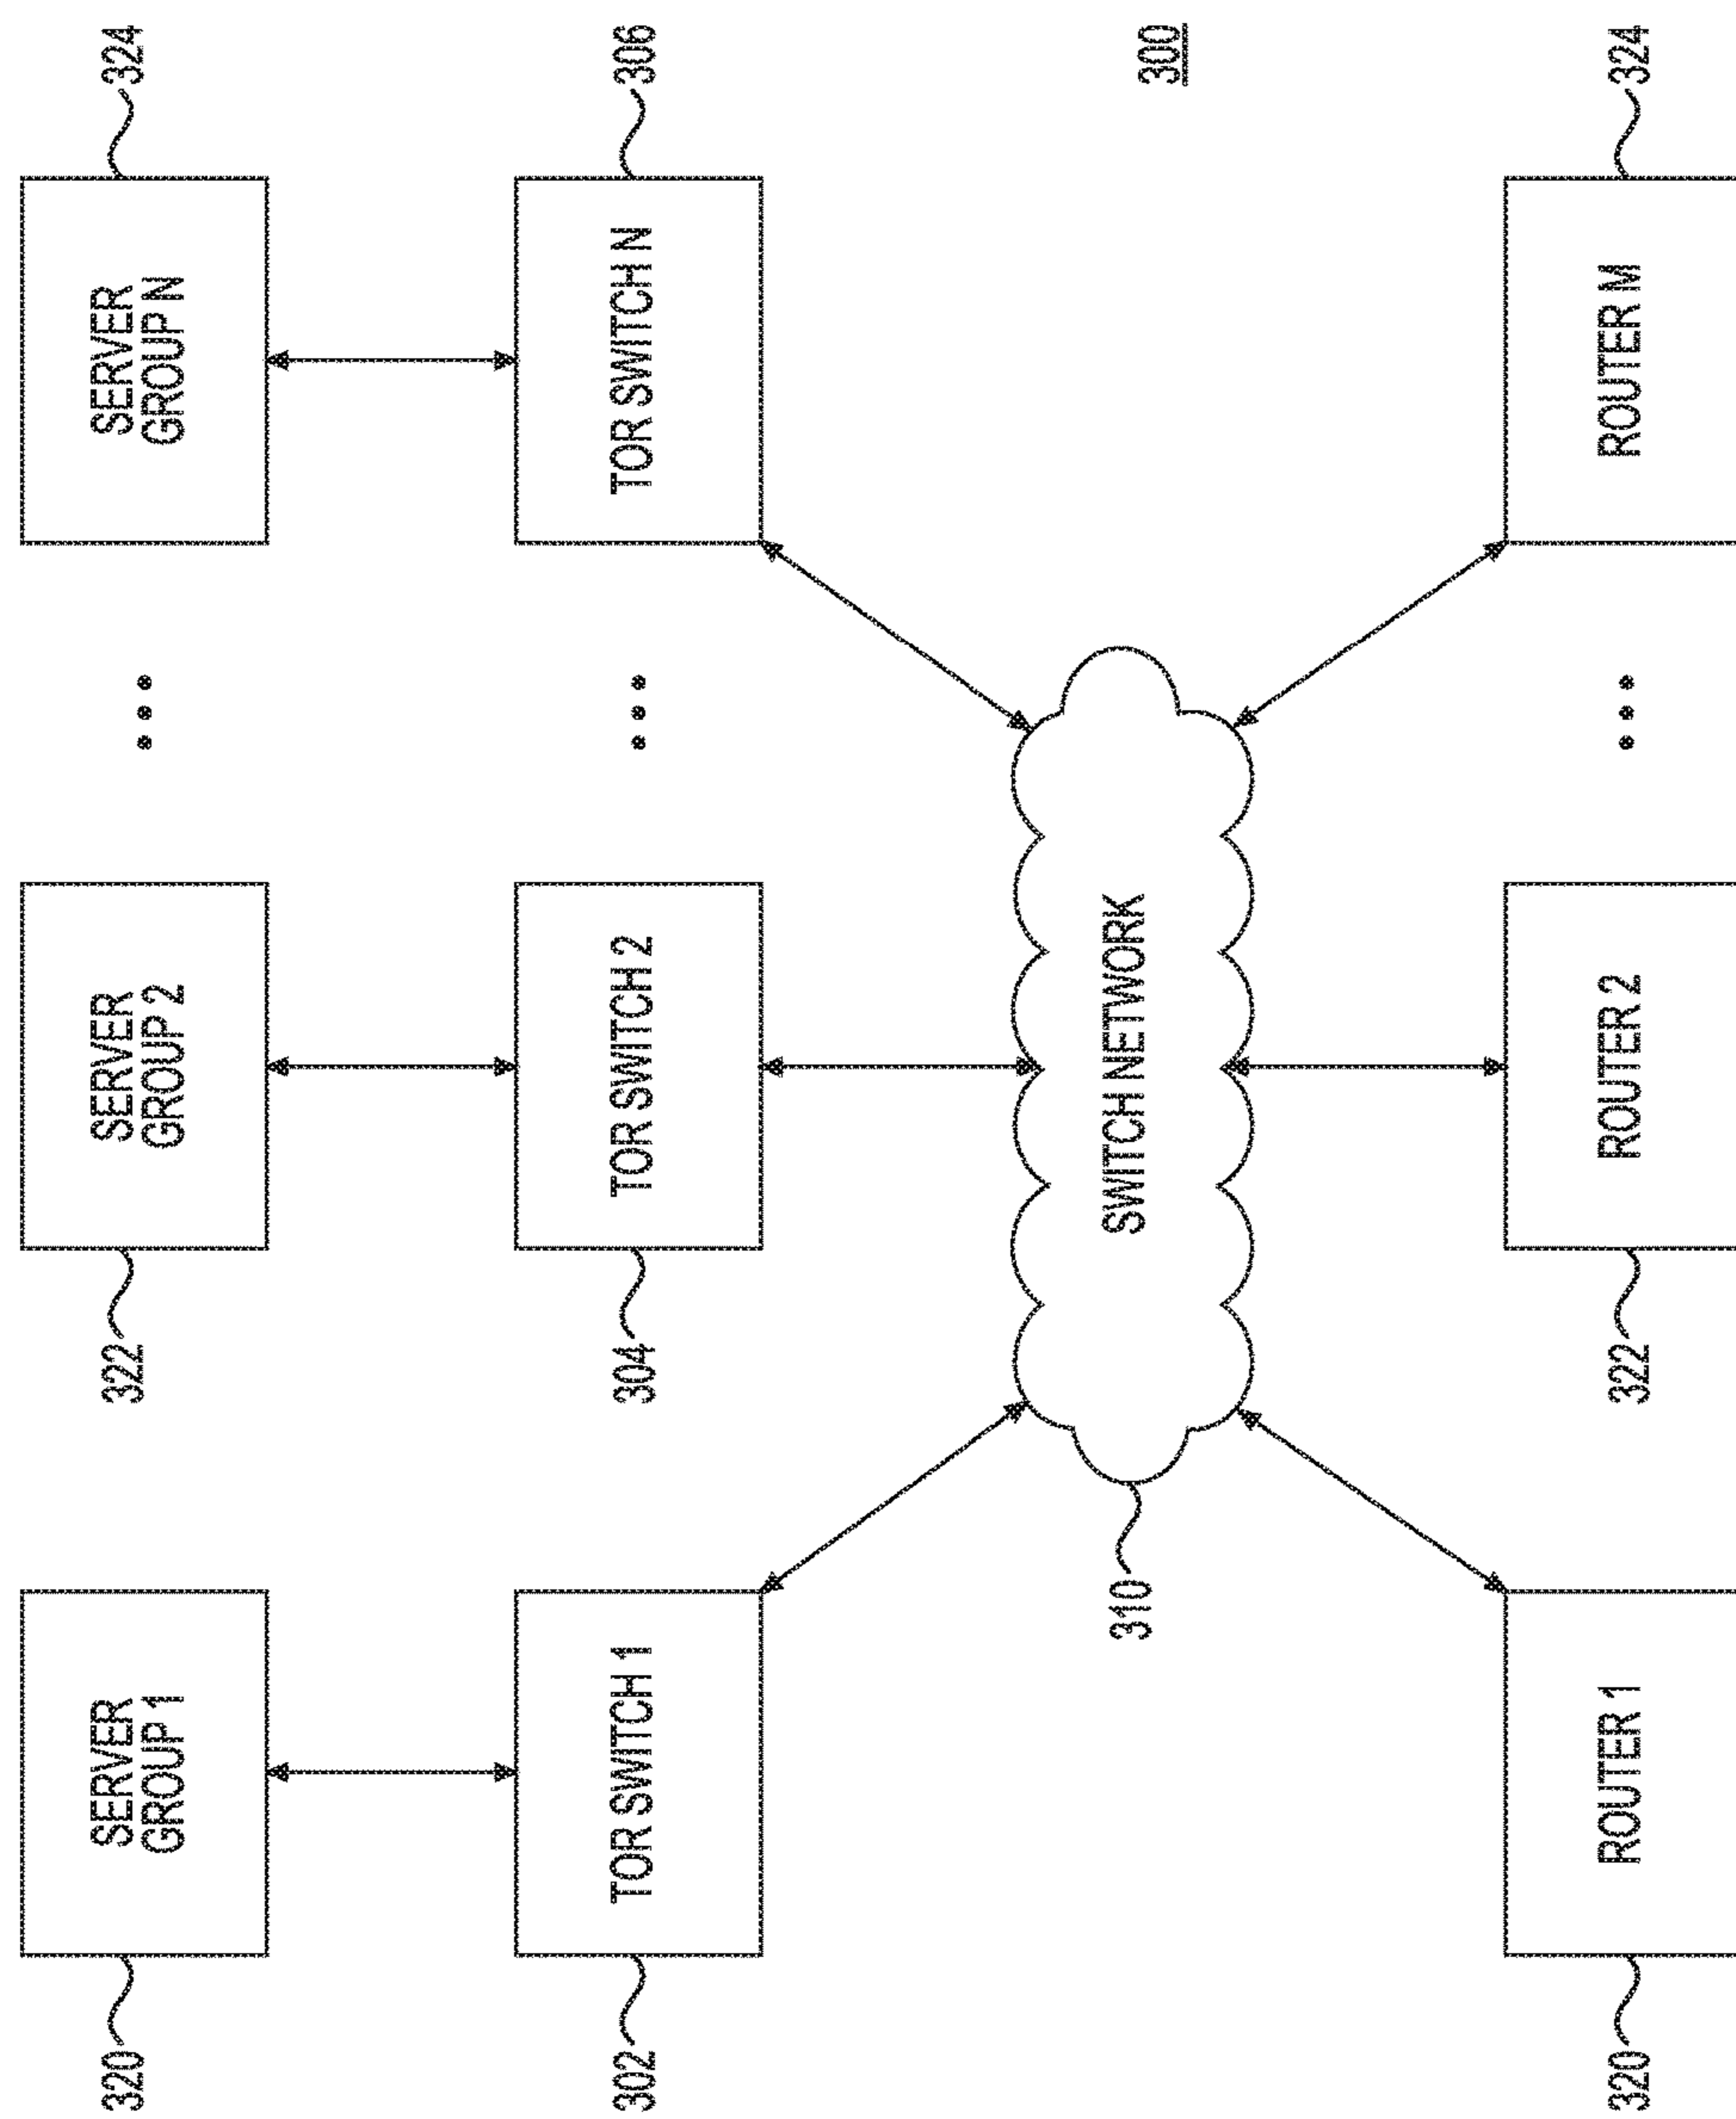 320
SERVER
GROUP 1
322
SERVER
GROUP 2
SERVER
GROUP N
324
302
TOR SWITCH 1
304
TOR SWITCH 2
TOR SWITCH N
306
310
SWITCH NETWORK
300
320
ROUTER 1
322
ROUTER 2
ROUTER M
324